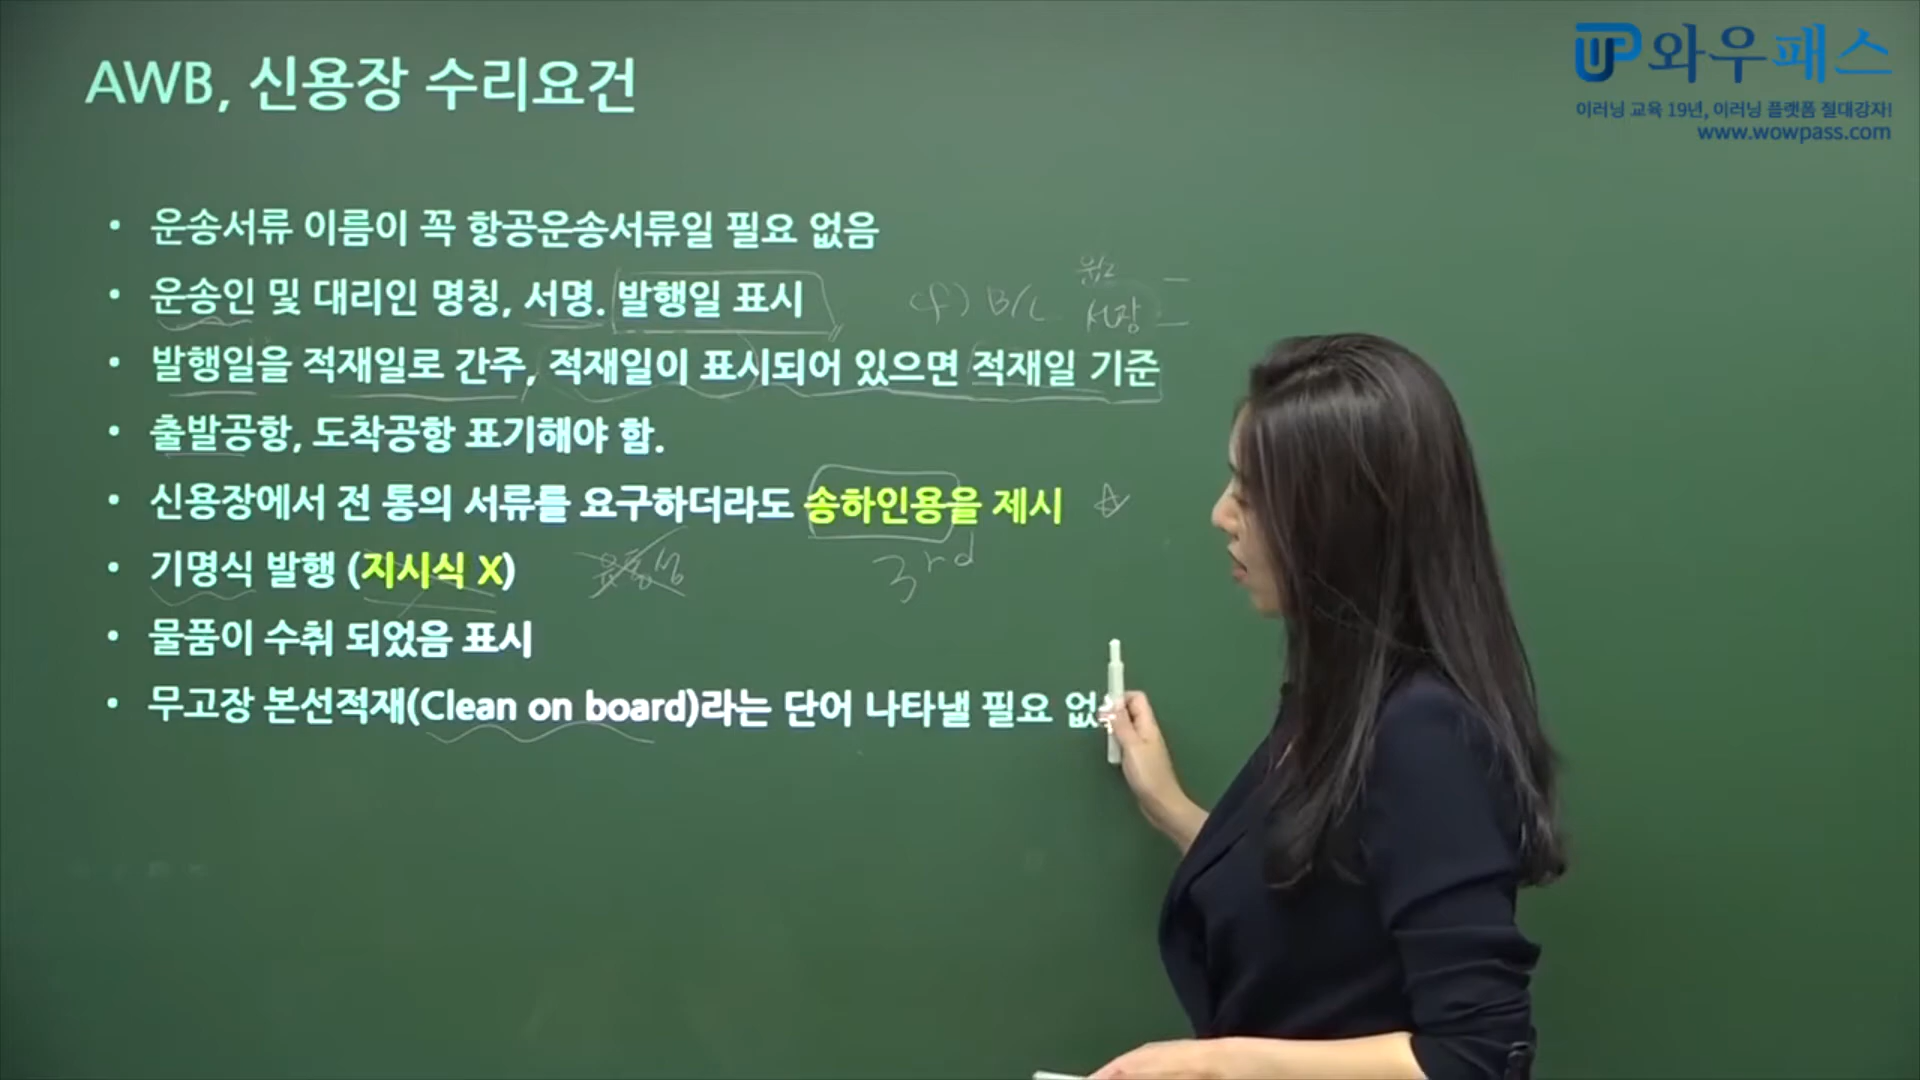 AWB, 신용장 수리요건
와우패스
이러닝 교육 19년, 이러닝 플랫폼 절대강자!
www.wowpass.com
• 운송서류 이름이 꼭 항공운송서류일 필요 없음
• 운송인 및 대리인 명칭, 서명. 발행일 표시
cf) B/L
• 발행일을 적재일로 간주, 적재일이 표시되어 있으면 적재일 기준
• 출발공항, 도착공항 표기해야 함.
• 신용장에서 전 통의 서류를 요구하더라도 송하인용을 제시
• 기명식 발행 (지시식 X)
3rd
• 물품이 수취 되었음 표시
• 무고장 본선적재(Clean on board)라는 단어 나타낼 필요